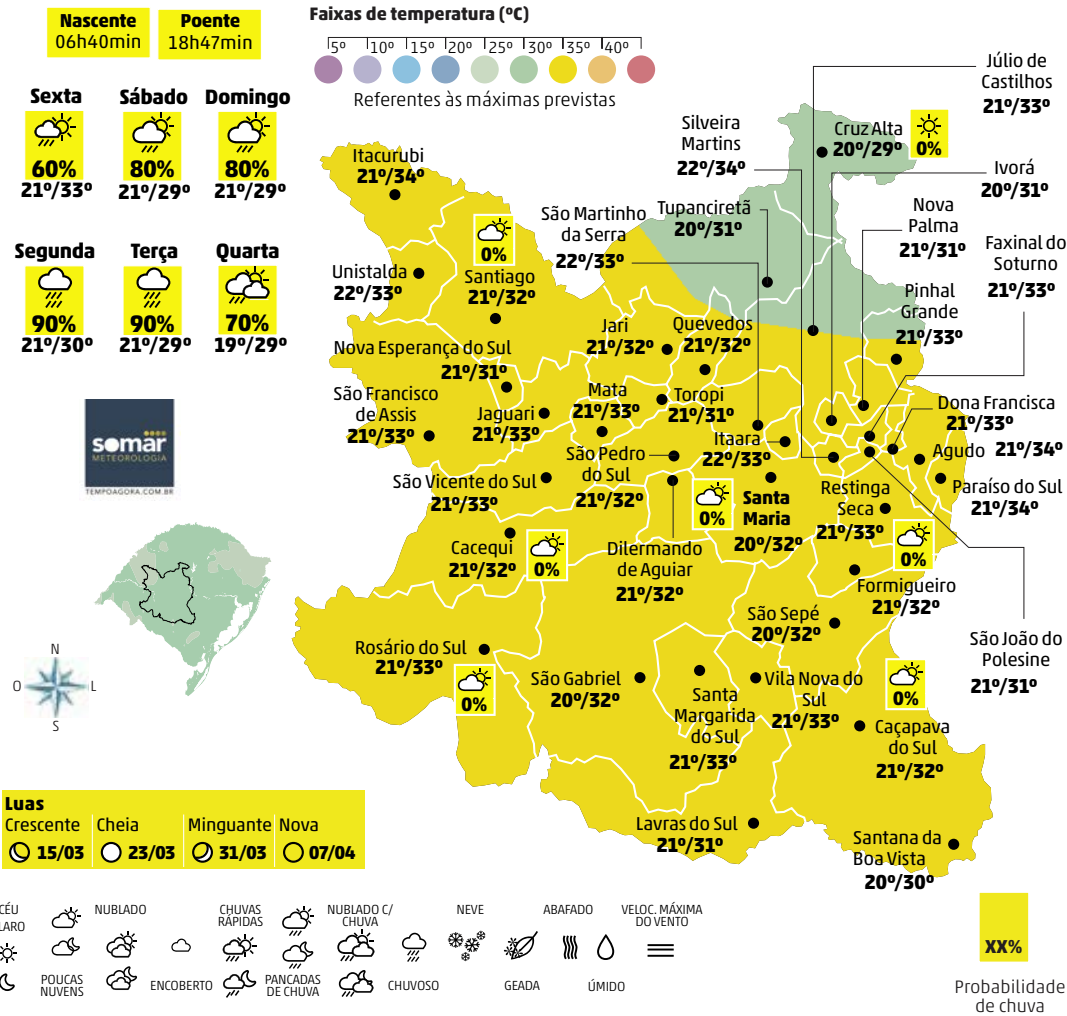 Nascente
06h40min
Poente
18h47min
Faixas de temperatura (ºC)
5º 10º 15º 20º 25º 30º 35º 40º
Referentes às máximas previstas
Sexta
60%
21º/33º
Sábado
80%
21º/29º
Domingo
80%
21º/29º
Segunda
90%
21º/30º
Terça
90%
21º/29º
Quarta
70%
19º/29º
somar
METEOROLOGIA
TEMPOAGORA.COM.BR
N
O
L
S
Júlio de
Castilhos
21º/33º
Silveira
Martins
22º/34º
Cruz Alta
20º/29º
0%
Ivorá
20º/31º
Itacurubi
21º/34º
São Martinho
da Serra
22º/33º
Tupanciretã
20º/31º
Nova
Palma
21º/31º
Faxinal do
Soturno
21º/33º
0%
Santiago
21º/32º
Unistalda
22º/33º
Pinhal
Grande
21º/33º
Jari
21º/32º
Quevedos
21º/32º
Nova Esperança do Sul
21º/31º
São Francisco
de Assis
21º/33º
Jaguari
21º/33º
Mata
21º/33º
Toropi
21º/31º
Dona Francisca
21º/33º
Itaara
22º/33º
Agudo 21º/34º
São Pedro
do Sul
21º/32º
São Vicente do Sul
21º/33º
0%
Santa
Maria
20º/32º
Restinga
Seca
21º/33º
Paraíso do Sul
21º/34º
0%
Cacequi
21º/32º
0%
Dilermando
de Aguiar
21º/32º
Formigueiro
21º/32º
São Sepé
20º/32º
São João do
Polesine
21º/31º
Rosário do Sul
21º/33º
0%
São Gabriel
20º/32º
Santa
Margarida
do Sul
21º/33º
Vila Nova do
Sul
21º/33º
0%
Caçapava
do Sul
21º/32º
Lavras do Sul
21º/31º
Santana da
Boa Vista
20º/30º
Luas
Crescente
15/03
Cheia
23/03
Minguante
31/03
Nova
07/04
CÉU
LARO
POUCAS
NUVENS
NUBLADO
ENCOBERTO
CHUVAS
RÁPIDAS
PANCADAS
DE CHUVA
NUBLADO C/
CHUVA
CHUVOSO
NEVE
GEADA
ABAFADO
ÚMIDO
VELOC. MÁXIMA
DO VENTO
XX%
Probabilidade
de chuva